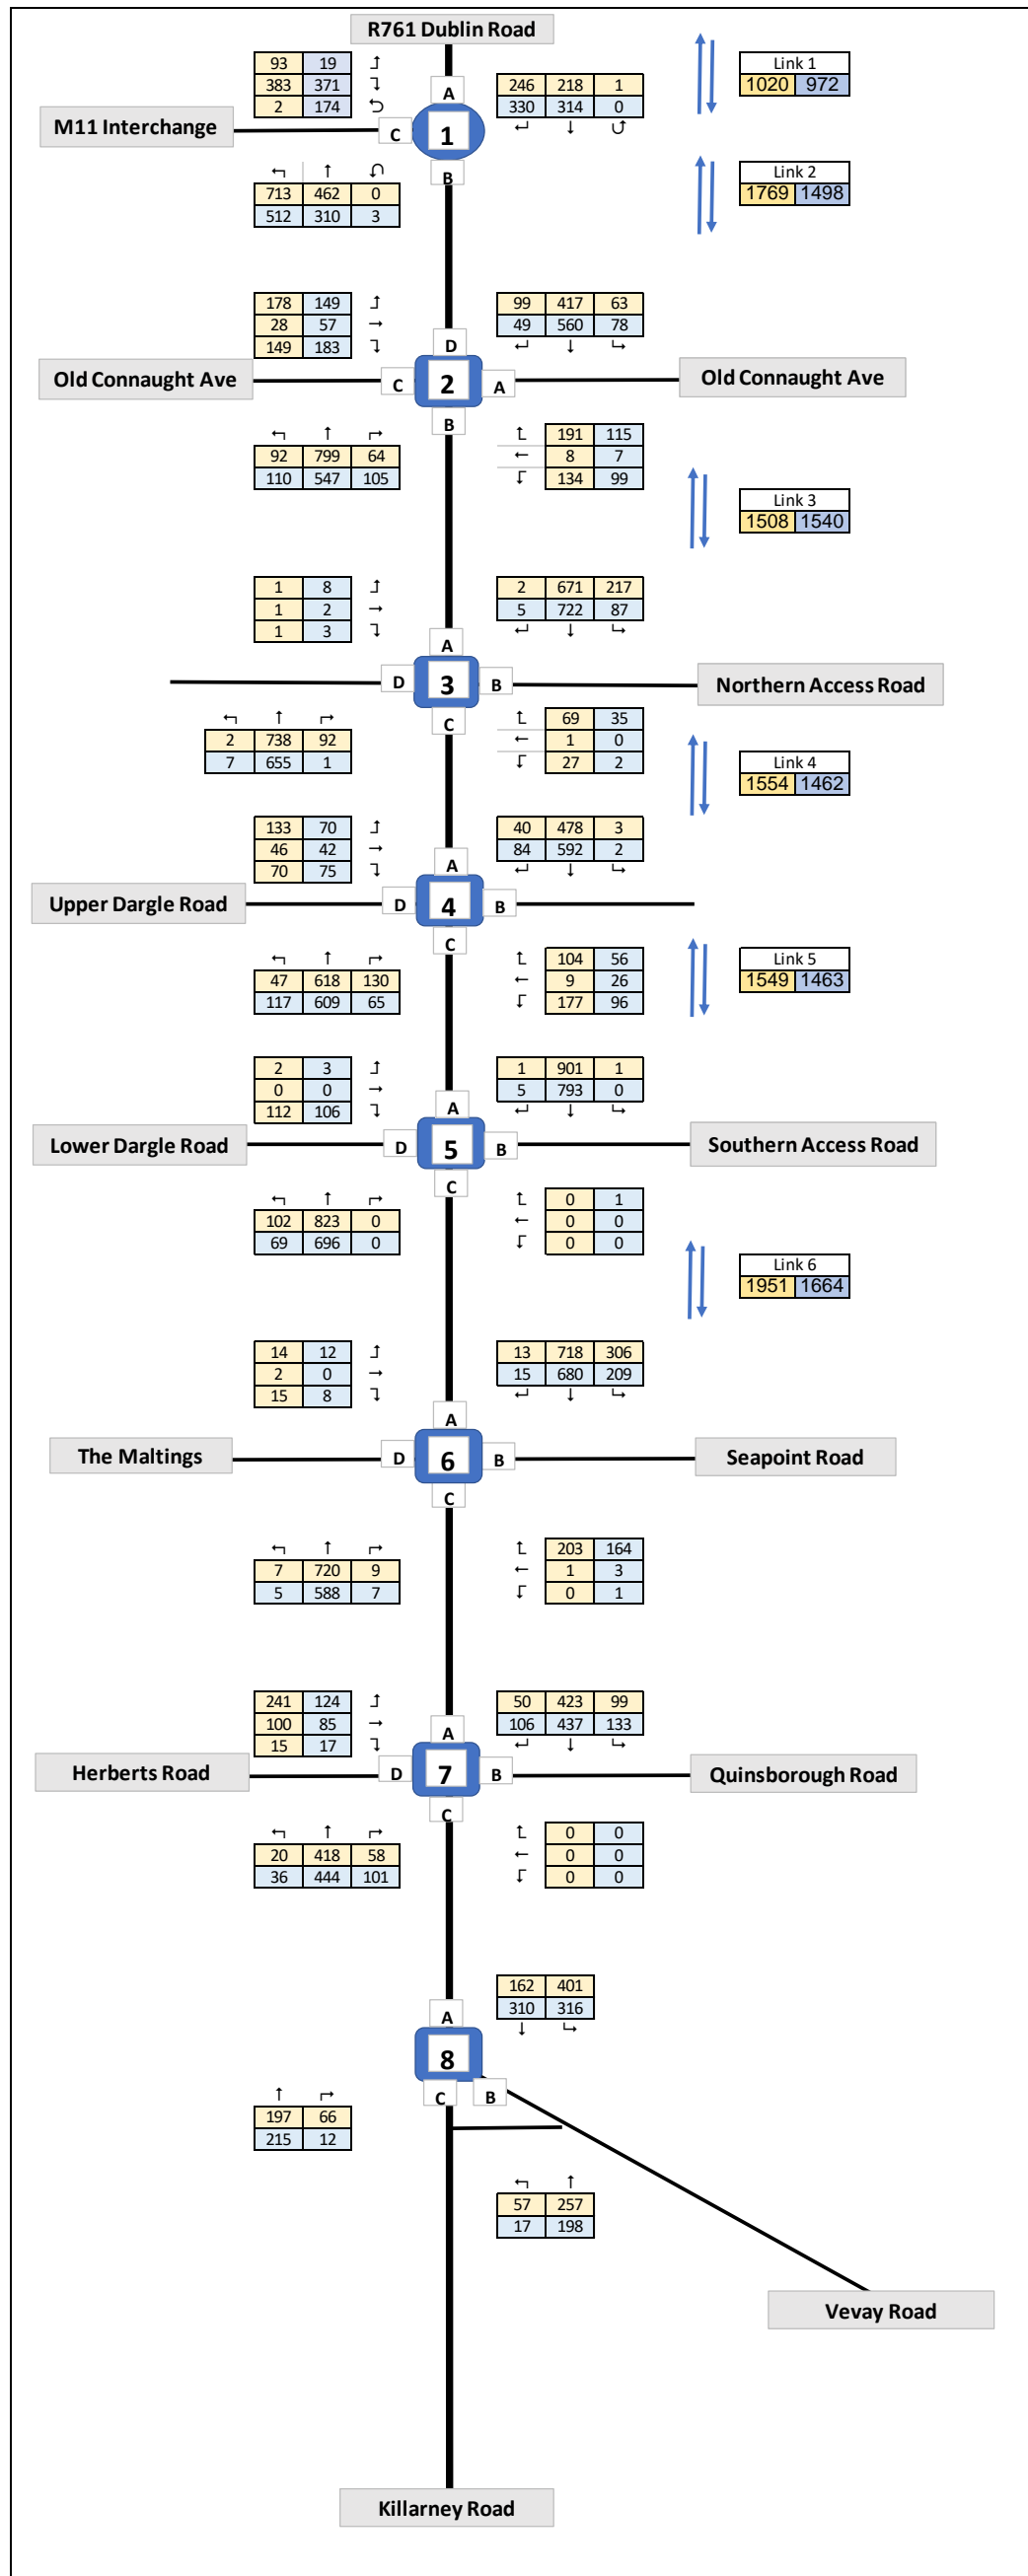 R761 Dublin Road
93 19 ↱
383 371 ↴
2 174 ⮌
A
246 218 1
330 314 0
↵ ↓ ⮍
Link 1
1020 972
M11 Interchange
C
1
B
↰ ↑ ↶
713 462 0
512 310 3
Link 2
1769 1498
178 149
28 57 →
149 183
99 417 63
49 560 78
D
Old Connaught Ave
C
2
A
Old Connaught Ave
B
↰ ↑ ↱
92 799 64
110 547 105
191 115
← 8 7
134 99
Link 3
1508 1540
1 8
1 2 →
1 3
2 671 217
5 722 87
A
D
3
B
Northern Access Road
C
↰ ↑ ↱
2 738 92
7 655 1
69 35
← 1 0
27 2
Link 4
1554 1462
133 70
46 42 →
70 75
40 478 3
84 592 2
A
Upper Dargle Road
D
4
B
C
↰ ↑ ↱
47 618 130
117 609 65
104 56
← 9 26
177 96
Link 5
1549 1463
2 3
0 0 →
112 106
1 901 1
5 793 0
A
Lower Dargle Road
D
5
B
Southern Access Road
C
↰ ↑ ↱
102 823 0
69 696 0
0 1
← 0 0
0 0
Link 6
1951 1664
14 12
2 0 →
15 8
13 718 306
15 680 209
A
The Maltings
D
6
B
Seapoint Road
C
↰ ↑ ↱
7 720 9
5 588 7
203 164
← 1 3
0 1
241 124
100 85 →
15 17
50 423 99
106 437 133
A
Herberts Road
D
7
B
Quinsborough Road
C
↰ ↑ ↱
20 418 58
36 444 101
0 0
← 0 0
0 0
162 401
310 316
A
8
C
B
↑ ↱
197 66
215 12
↰ ↑
57 257
17 198
Vevay Road
Killarney Road